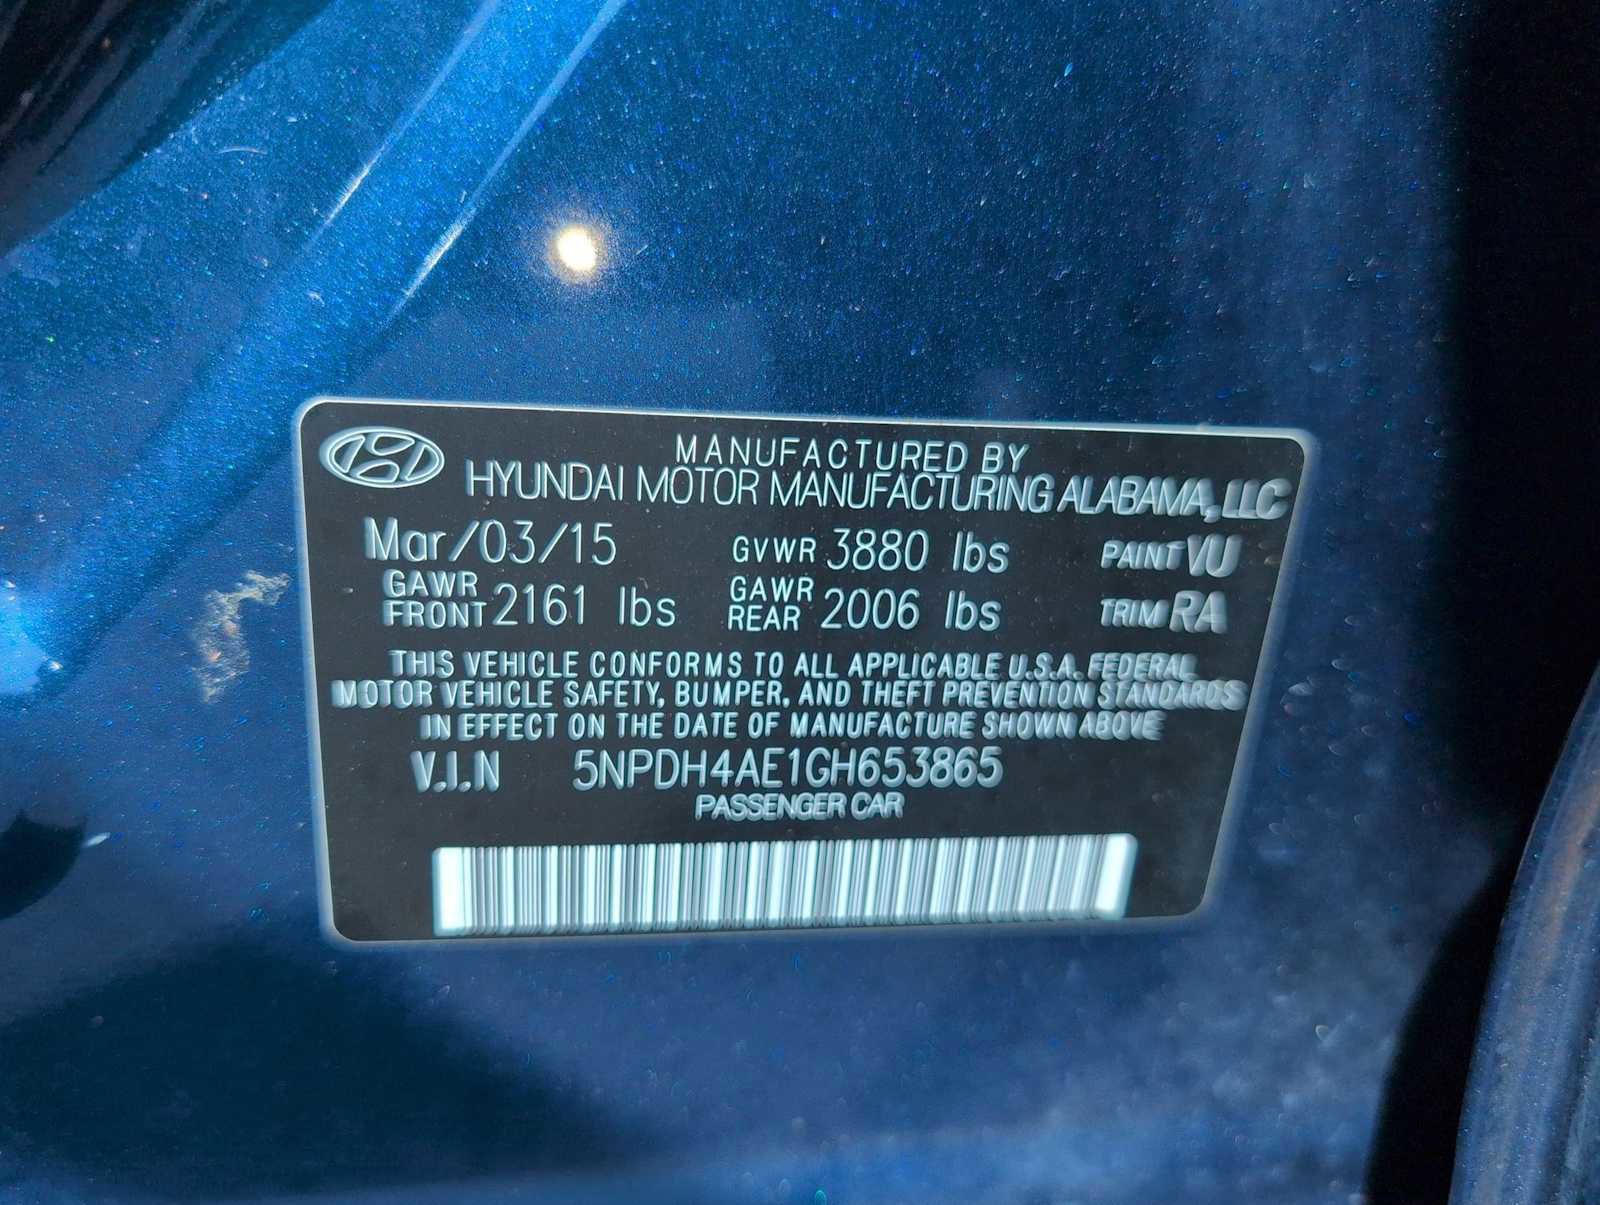 MANUFACTURED BY
HYUNDAI MOTOR MANUFACTURING ALABAMA, LLC
Mar/03/15 GVWR 3880 lbs PAINT VU
GAWR FRONT 2161 lbs GAWR REAR 2006 lbs TRIM RA
THIS VEHICLE CONFORMS TO ALL APPLICABLE U.S.A. FEDERAL
MOTOR VEHICLE SAFETY, BUMPER, AND THEFT PREVENTION STANDARDS
IN EFFECT ON THE DATE OF MANUFACTURE SHOWN ABOVE
V.I.N 5NPDH4AE1GH653865
PASSENGER CAR